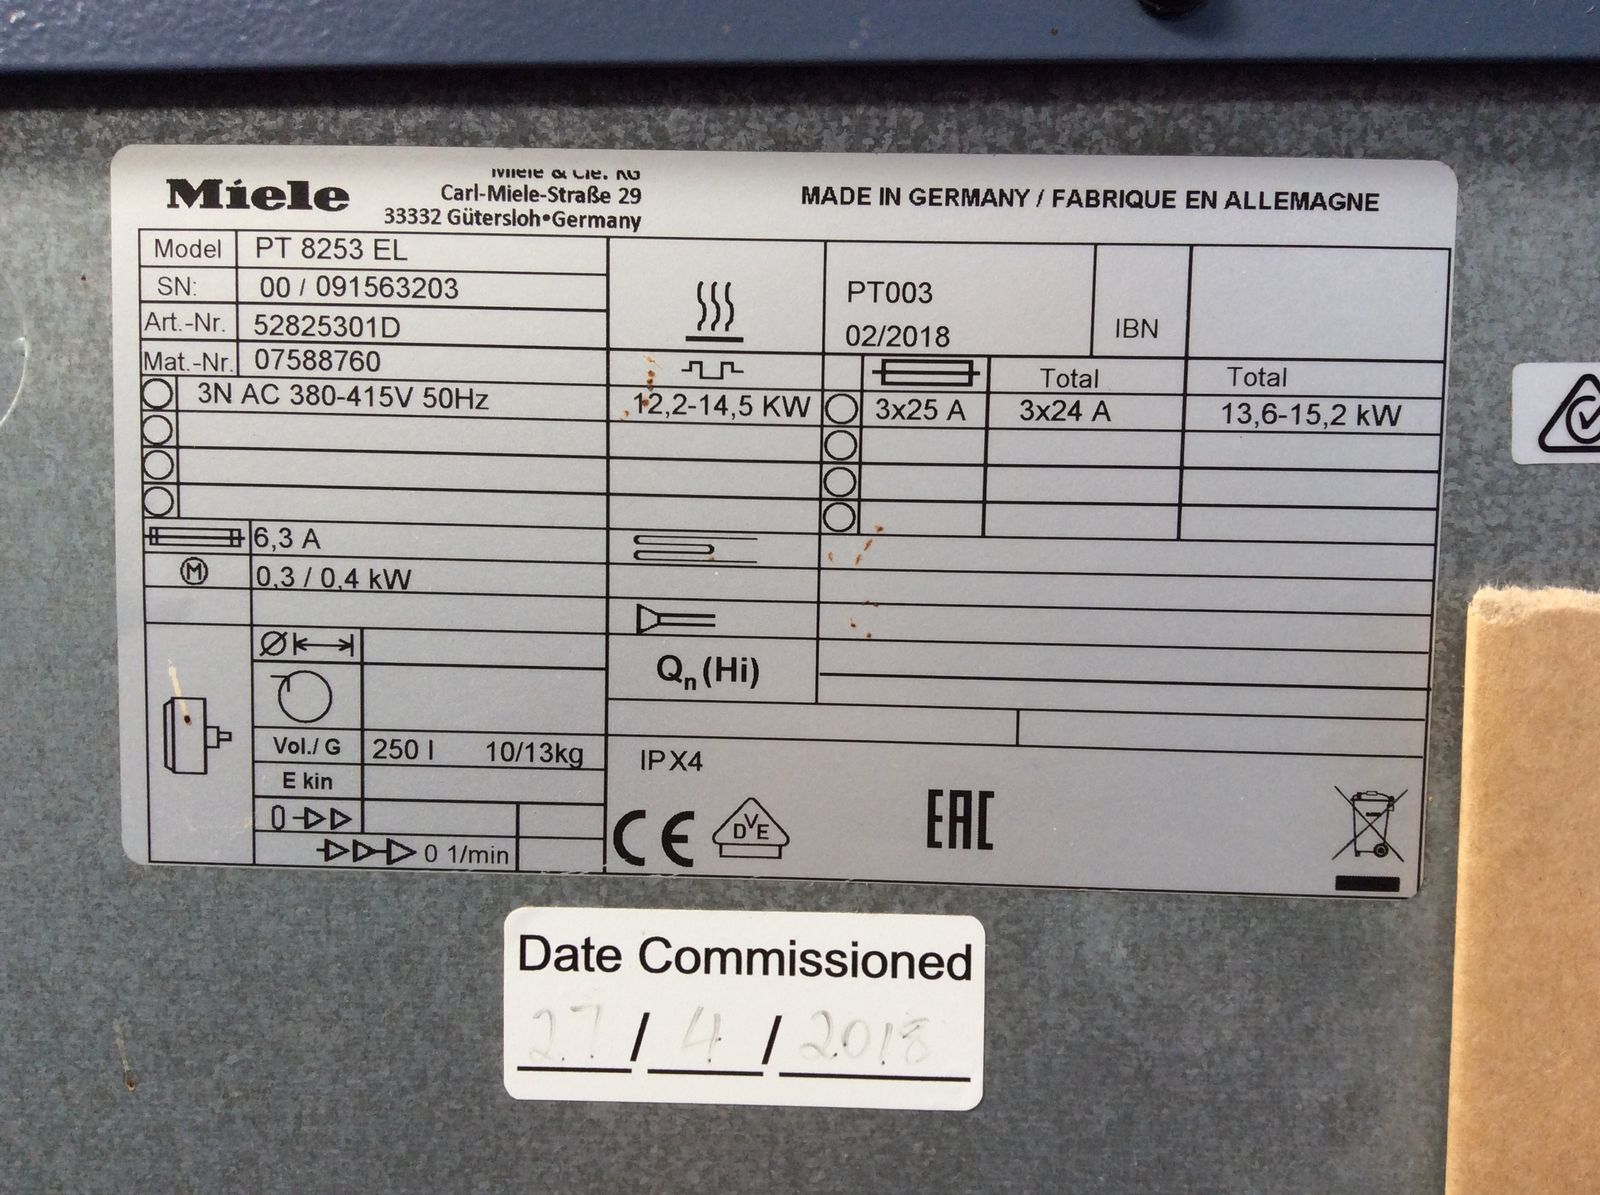 Miele
Miele & Cie. KG
Carl-Miele-Straße 29
33332 Gütersloh•Germany
MADE IN GERMANY / FABRIQUE EN ALLEMAGNE
Model PT 8253 EL
SN: 00 / 091563203
Art.-Nr. 52825301D
Mat.-Nr. 07588760
PT003
02/2018
IBN
Total Total
3N AC 380-415V 50Hz 12,2-14,5 KW 3x25 A 3x24 A 13,6-15,2 kW
6,3 A
M 0,3 / 0,4 kW
Qn (Hi)
Vol./ G 250 l 10/13kg
E kin
0 1/min
IPX4
CE
DVE
EAC
Date Commissioned
27 / 4 / 2018